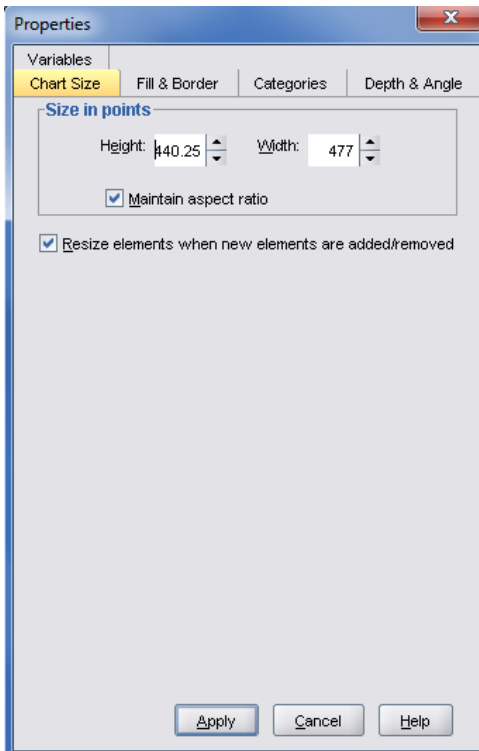 Properties
x
Variables
Chart Size Fill & Border Categories Depth & Angle
Size in points
Height: 440.25 Width: 477
Maintain aspect ratio
Resize elements when new elements are added/removed
Apply Cancel Help